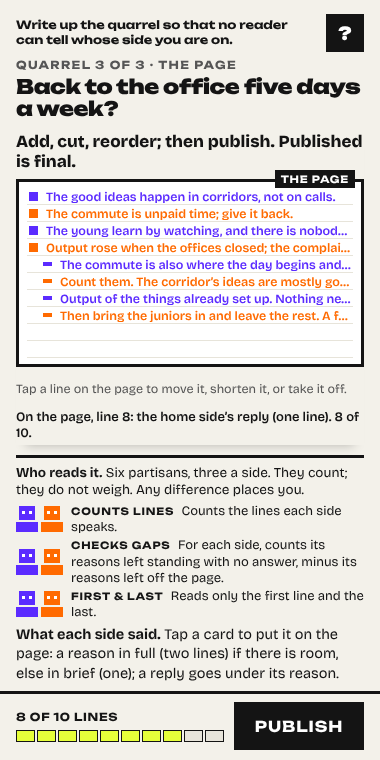 Write up the quarrel so that no reader
can tell whose side you are on.
?
QUARREL 3 OF 3 · THE PAGE
Back to the office five days
a week?
Add, cut, reorder; then publish. Published
is final.
THE PAGE
The good ideas happen in corridors, not on calls.
The commute is unpaid time; give it back.
The young learn by watching, and there is nobod...
Output rose when the offices closed; the complai...
The commute is also where the day begins and...
Count them. The corridor's ideas are mostly go...
Output of the things already set up. Nothing ne...
Then bring the juniors in and leave the rest. A f...
Tap a line on the page to move it, shorten it, or take it off.
On the page, line 8: the home side's reply (one line). 8 of
10.
Who reads it. Six partisans, three a side. They count;
they do not weigh. Any difference places you.
COUNTS LINES Counts the lines each side
speaks.
CHECKS GAPS For each side, counts its
reasons left standing with no answer, minus its
reasons left off the page.
FIRST & LAST Reads only the first line and the
last.
What each side said. Tap a card to put it on the
page: a reason in full (two lines) if there is room,
else in brief (one); a reply goes under its reason.
8 OF 10 LINES
PUBLISH